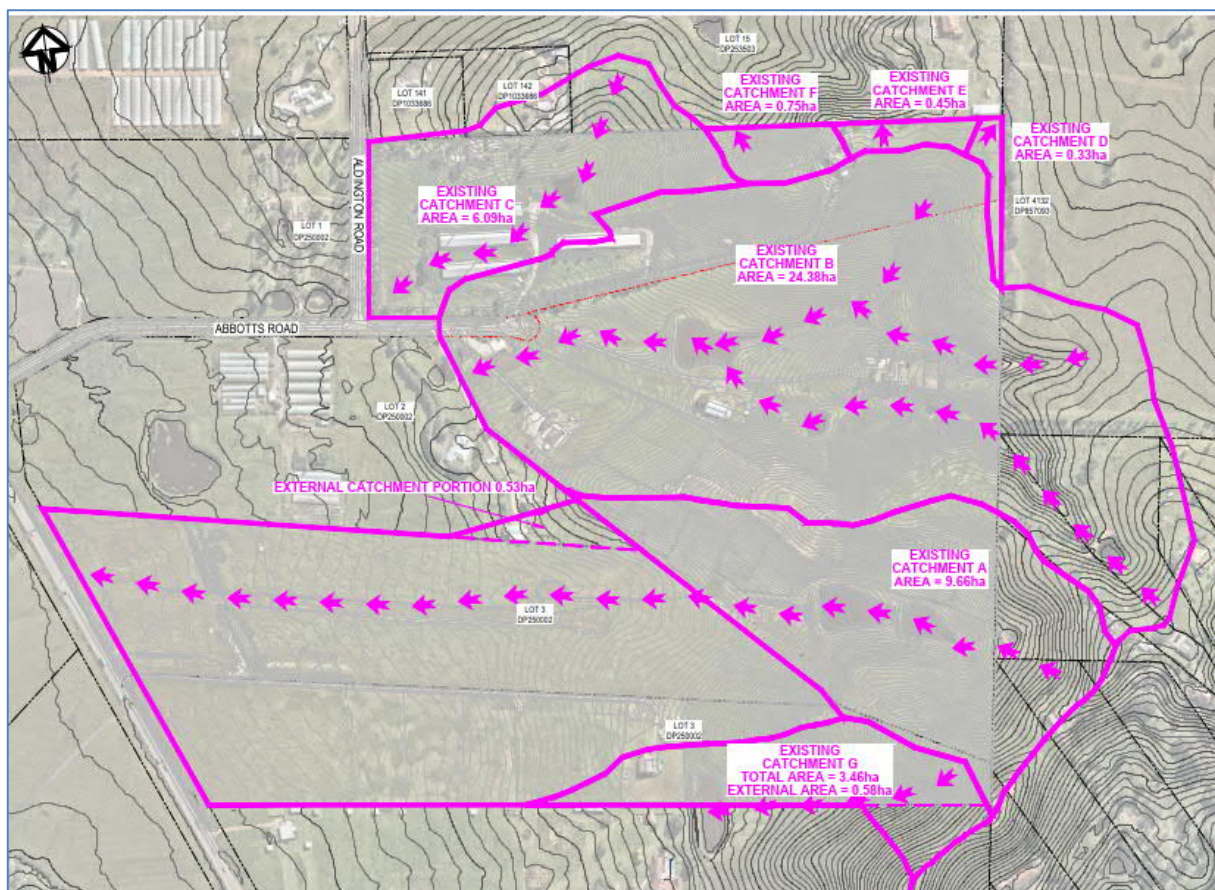 N
LOT 15
DP253503
LOT 141
DP1033686
LOT 142
DP1033686
EXISTING
CATCHMENT F
AREA = 0.75ha
EXISTING
CATCHMENT E
AREA = 0.45ha
EXISTING
CATCHMENT D
AREA = 0.33ha
ALDINGTON ROAD
EXISTING
CATCHMENT C
AREA = 6.09ha
LOT 4132
DP857093
LOT 1
DP250002
EXISTING
CATCHMENT B
AREA = 24.38ha
ABBOTTS ROAD
LOT 2
DP250002
EXTERNAL CATCHMENT PORTION 0.53ha
EXISTING
CATCHMENT A
AREA = 9.66ha
LOT 3
DP250002
LOT 3
DP250002
EXISTING
CATCHMENT G
TOTAL AREA = 3.46ha
EXTERNAL AREA = 0.58ha